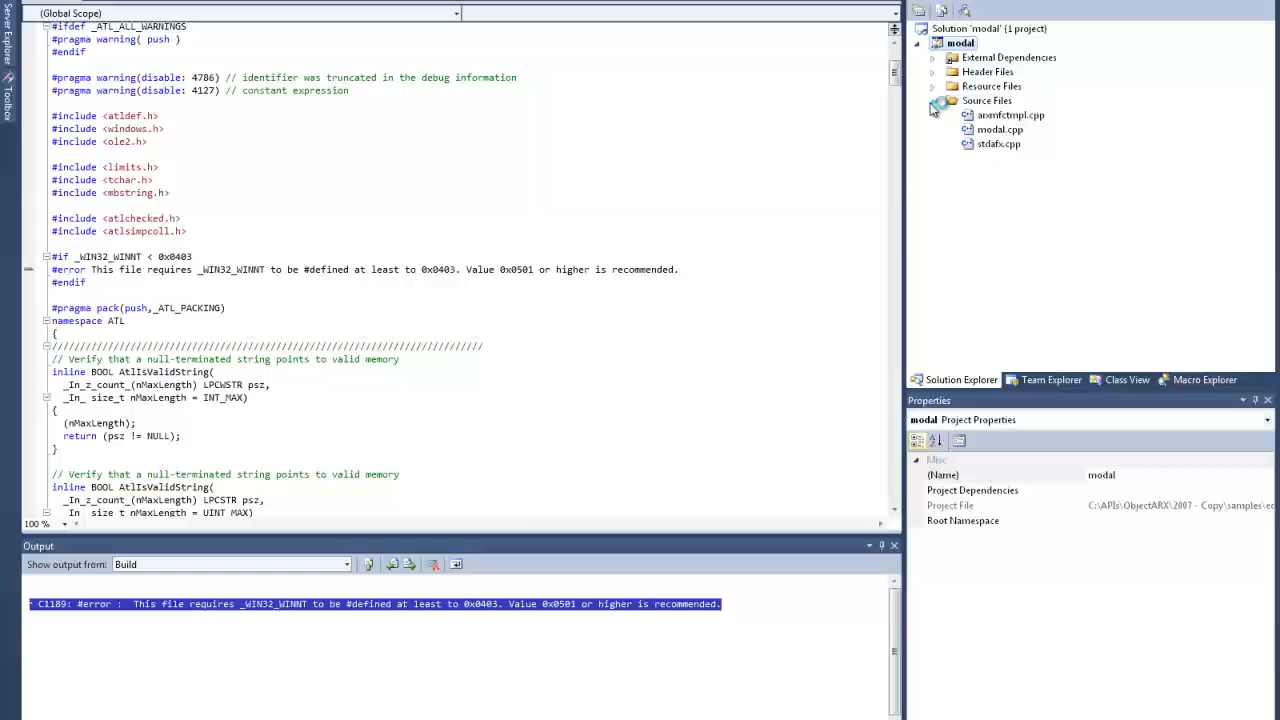 Server Explorer
Toolbox
(Global Scope)
#ifdef _ATL_ALL_WARNINGS
#pragma warning( push )
#endif
#pragma warning(disable: 4786) // identifier was truncated in the debug information
#pragma warning(disable: 4127) // constant expression
#include <atldef.h>
#include <windows.h>
#include <ole2.h>
#include <limits.h>
#include <tchar.h>
#include <mbstring.h>
#include <atlchecked.h>
#include <atlsimpcoll.h>
#if _WIN32_WINNT < 0x0403
#error This file requires _WIN32_WINNT to be #defined at least to 0x0403. Value 0x0501 or higher is recommended.
#endif
#pragma pack(push,_ATL_PACKING)
namespace ATL
{
/////////////////////////////////////////////////////////////////////////////
// Verify that a null-terminated string points to valid memory
inline BOOL AtlIsValidString(
_In_z_count_(nMaxLength) LPCWSTR psz,
_In_ size_t nMaxLength = INT_MAX)
{
(nMaxLength);
return (psz != NULL);
}
// Verify that a null-terminated string points to valid memory
inline BOOL AtlIsValidString(
_In_z_count_(nMaxLength) LPCSTR psz,
_In_ size_t nMaxLength = UINT_MAX)
100 %
Output
Show output from: Build
C1189: #error : This file requires _WIN32_WINNT to be #defined at least to 0x0403. Value 0x0501 or higher is recommended.
Solution 'modal' (1 project)
modal
External Dependencies
Header Files
Resource Files
Source Files
arxmfctmpl.cpp
modal.cpp
stdafx.cpp
Solution Explorer Team Explorer Class View Macro Explorer
Properties
modal Project Properties
Misc
(Name) modal
Project Dependencies
Project File C:\APIs\ObjectARX\2007 - Copy\samples\ed
Root Namespace